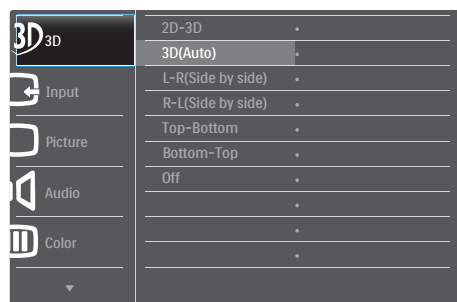 3D 3D
Input
Picture
Audio
Color
2D-3D
3D(Auto)
L-R(Side by side)
R-L(Side by side)
Top-Bottom
Bottom-Top
Off